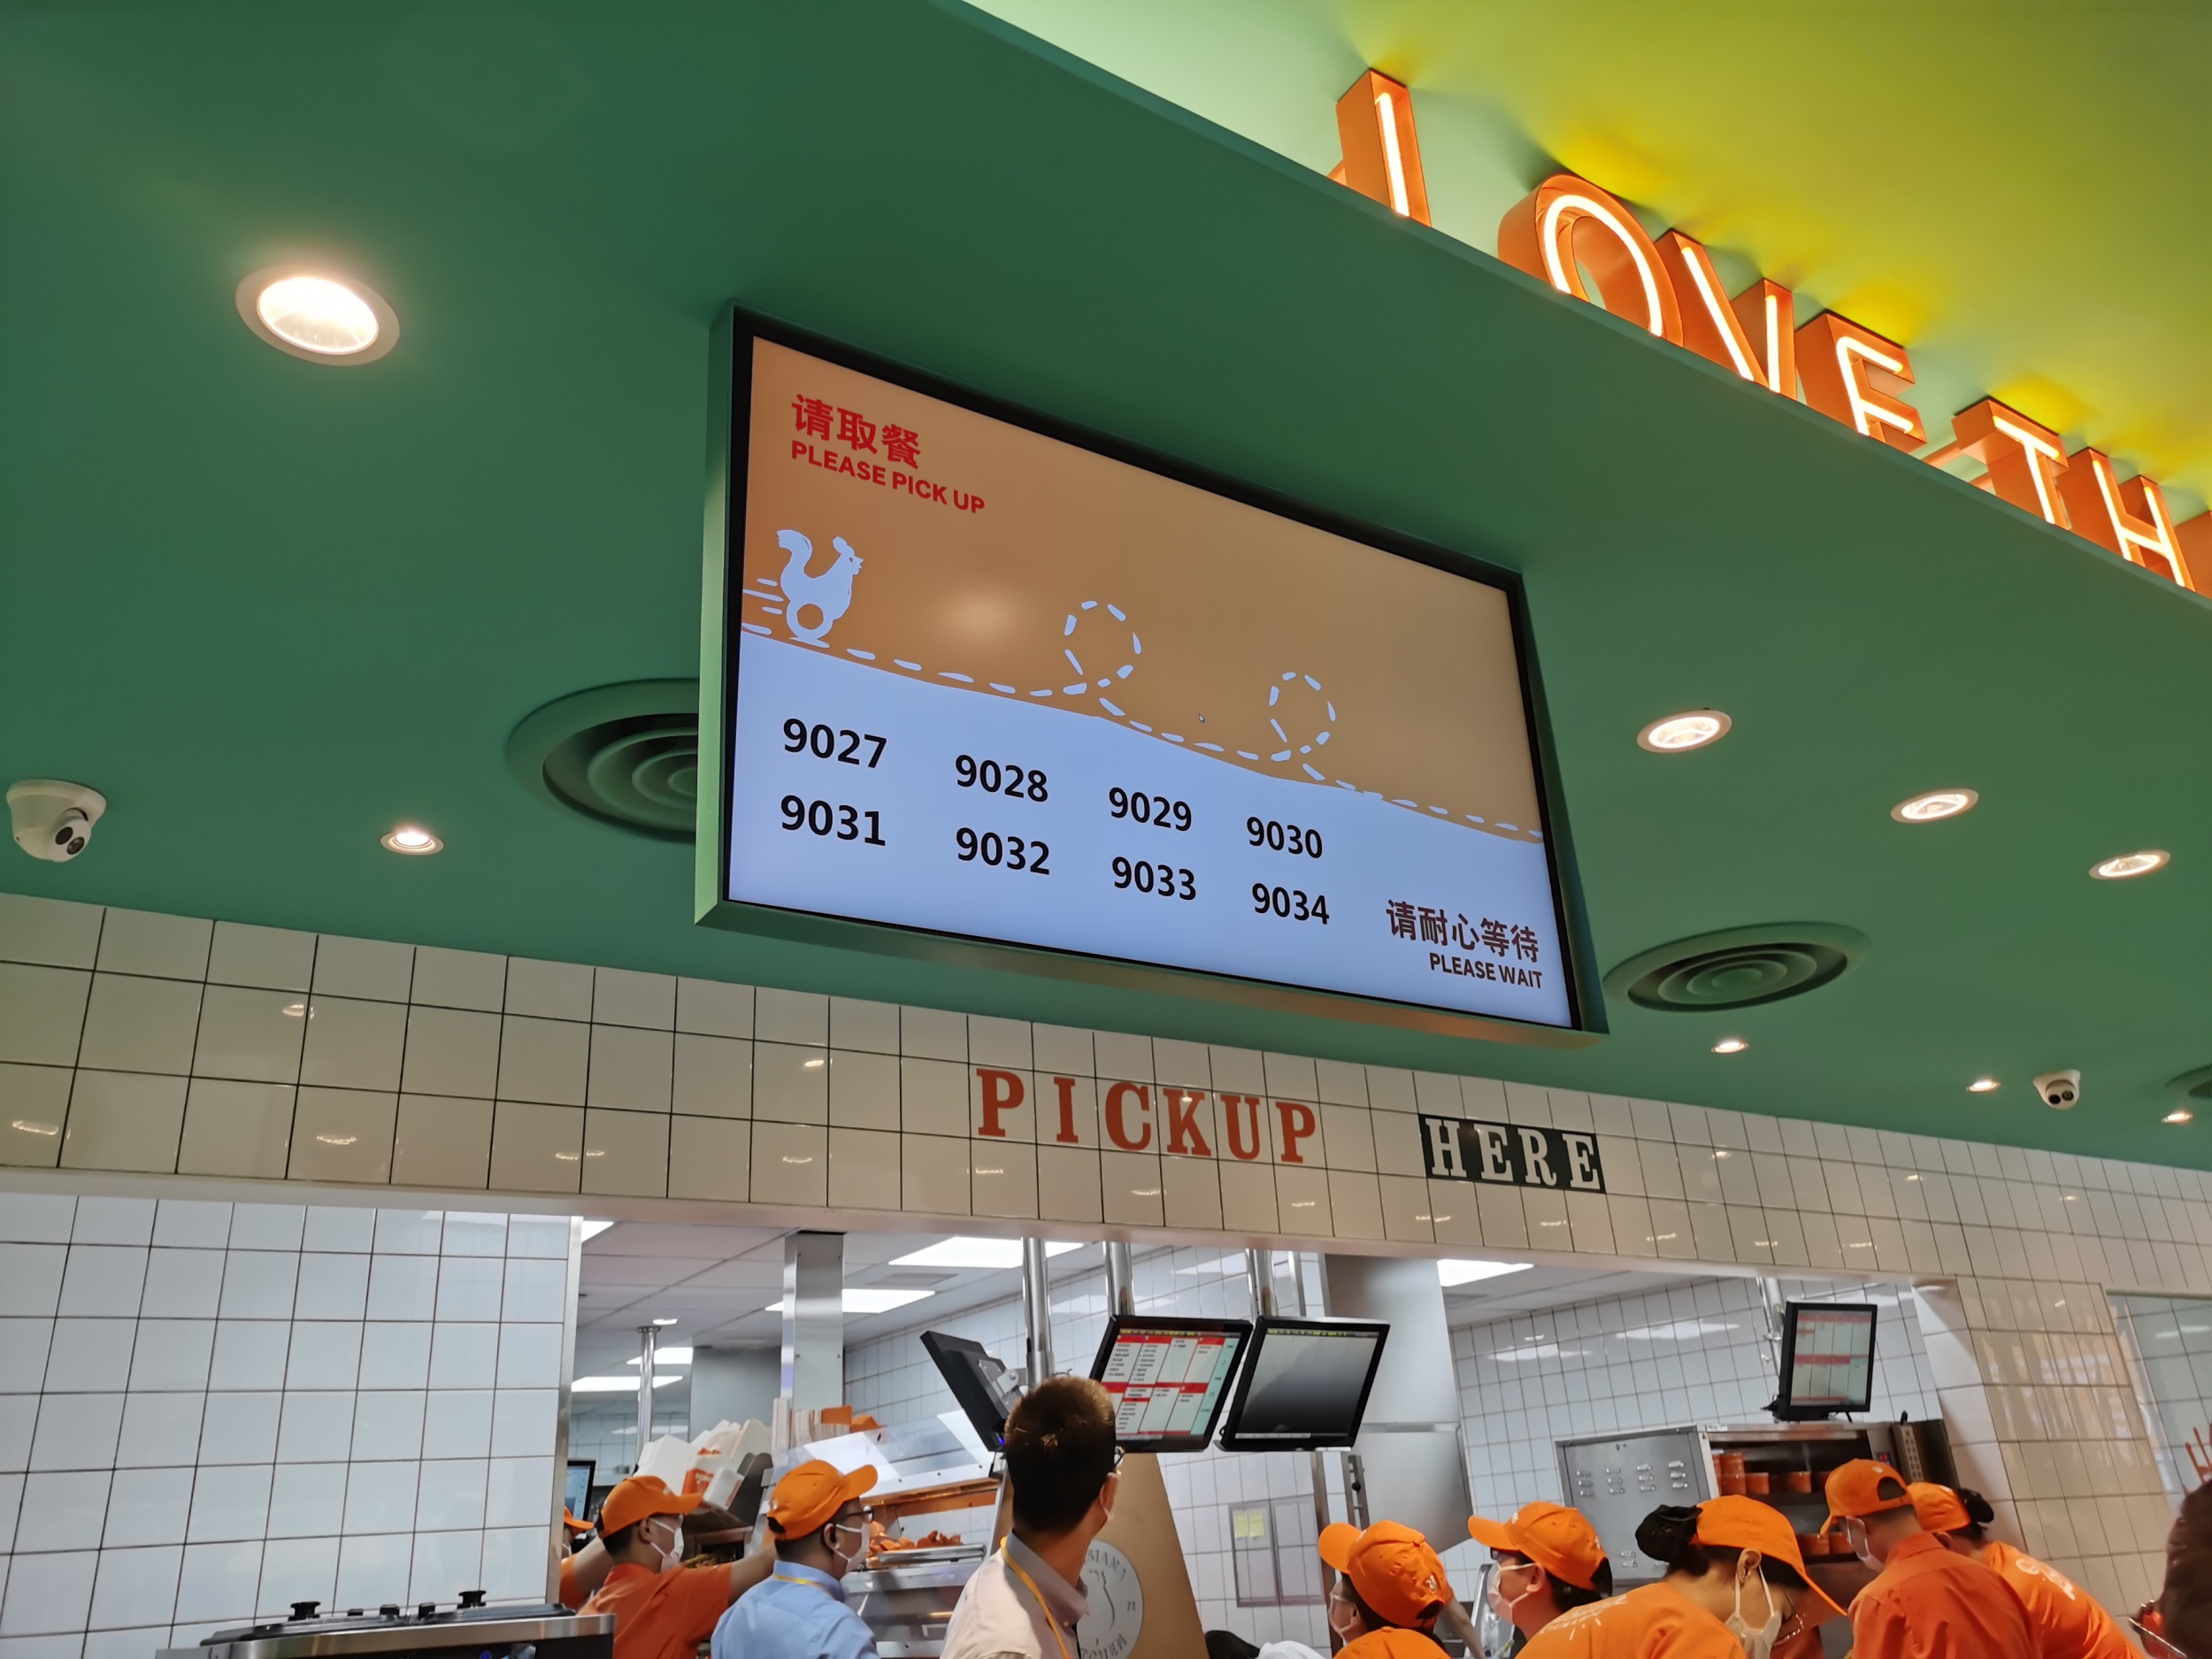 I LOVE TH
请取餐
PLEASE PICK UP
9027 9028 9029 9030
9031 9032 9033 9034
请耐心等待
PLEASE WAIT
PICKUP HERE